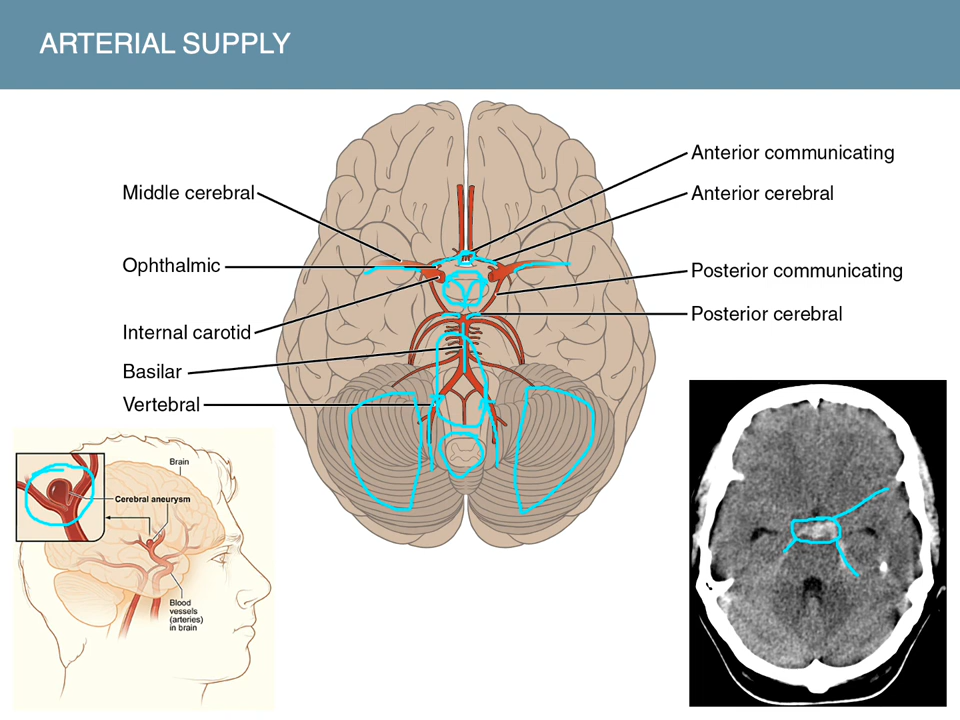 ARTERIAL SUPPLY
Middle cerebral
Ophthalmic
Internal carotid
Basilar
Vertebral
Anterior communicating
Anterior cerebral
Posterior communicating
Posterior cerebral
Brain
Cerebral aneurysm
Blood
vessels
(arteries)
in brain